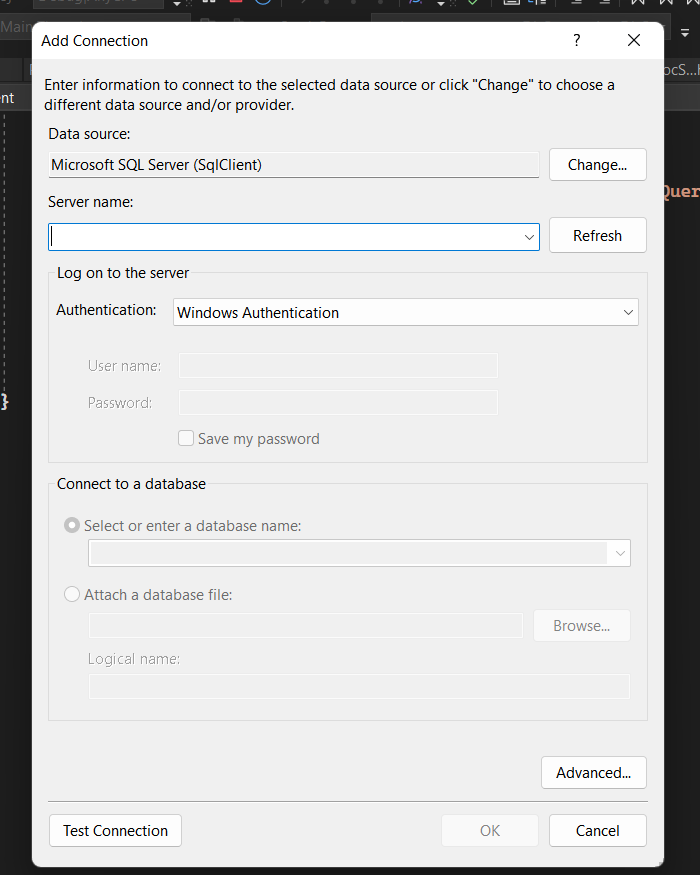 Main
Add Connection
?
Enter information to connect to the selected data source or click "Change" to choose a
different data source and/or provider.
Data source:
Microsoft SQL Server (SqlClient)
Change...
Server name:
Refresh
Log on to the server
Authentication:
Windows Authentication
User name:
Password:
Save my password
}
Connect to a database
Select or enter a database name:
Attach a database file:
Browse...
Logical name:
Advanced...
Test Connection
OK
Cancel